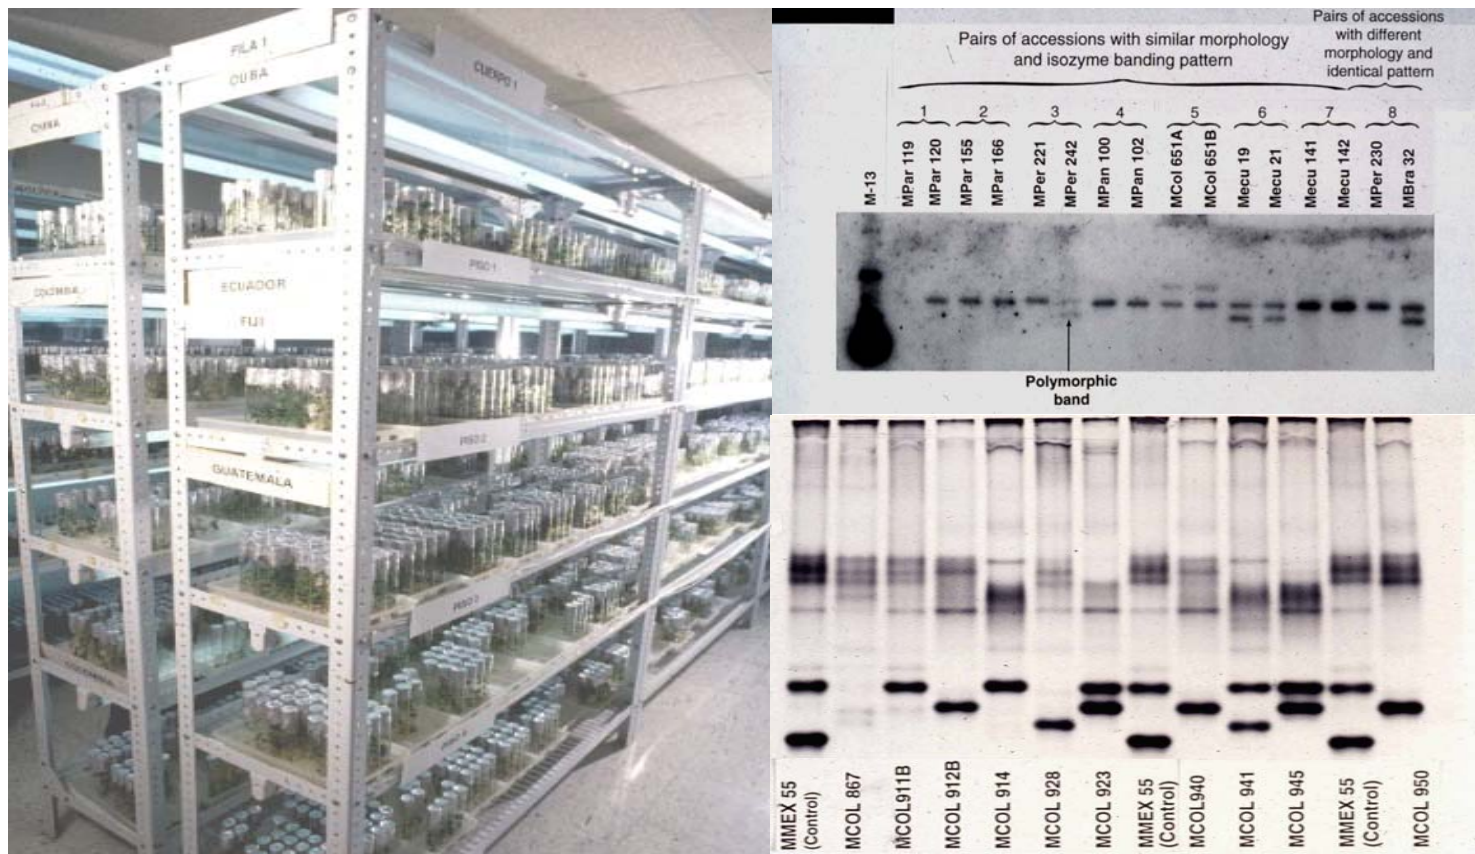 FILA 1
CUBA
CUERPO 1
CHINA
PISO 1
COLOMBIA
ECUADOR
FIJI
PISO 2
GUATEMALA
PISO 3
Pairs of accessions with similar morphology
and isozyme banding pattern
Pairs of accessions
with different
morphology and
identical pattern
1 2 3 4 5 6 7 8
M-13
MPar 119
MPar 120
MPar 155
MPar 166
MPer 221
MPer 242
MPan 100
MPan 102
MCol 651A
MCol 651B
Mecu 19
Mecu 21
Mecu 141
Mecu 142
MPer 230
MBra 32
Polymorphic
band
MMEX 55
(Control)
MCOL 867
MCOL911B
MCOL 912B
MCOL 914
MCOL 928
MCOL 923
MMEX 55
(Control)
MCOL940
MCOL 941
MCOL 945
MMEX 55
(Control)
MCOL 950